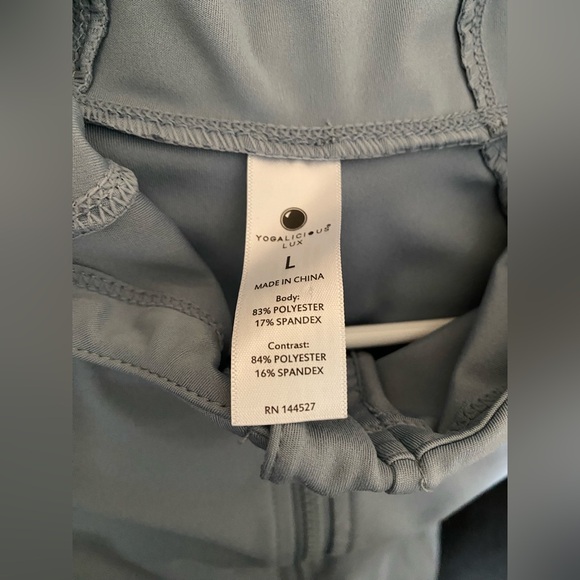 YOGALICIOUS
LUX
L
MADE IN CHINA
Body:
83% POLYESTER
17% SPANDEX
Contrast:
84% POLYESTER
16% SPANDEX
RN 144527